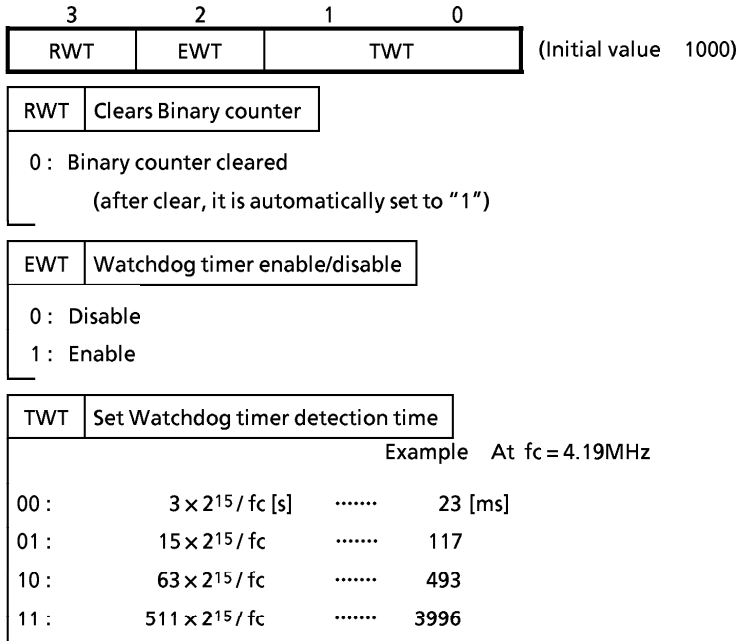 3 2 1 0
RWT EWT TWT (Initial value 1000)
RWT Clears Binary counter
0 : Binary counter cleared
(after clear, it is automatically set to “1”)
EWT Watchdog timer enable/disable
0 : Disable
1 : Enable
TWT Set Watchdog timer detection time
Example At fc = 4.19MHz
00 : 3 × 2¹⁵ / fc [s] ······· 23 [ms]
01 : 15 × 2¹⁵ / fc ······· 117
10 : 63 × 2¹⁵ / fc ······· 493
11 : 511 × 2¹⁵ / fc ······· 3996